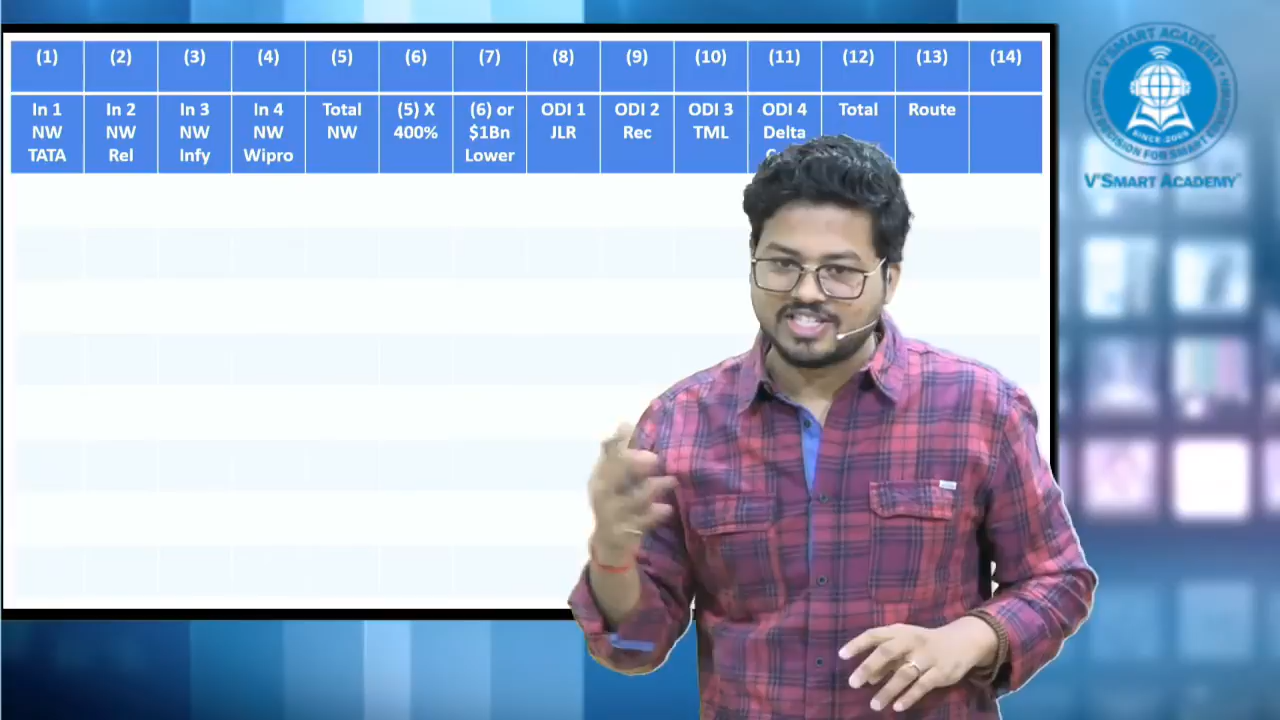 (1) (2) (3) (4) (5) (6) (7) (8) (9) (10) (11) (12) (13) (14)
In 1 NW TATA
In 2 NW Rel
In 3 NW Infy
In 4 NW Wipro
Total NW
(5) X 400%
(6) or $1Bn Lower
ODI 1 JLR
ODI 2 Rec
ODI 3 TML
ODI 4 Delta
Total
Route
V'SMART ACADEMY
SINCE 2005
V'SMART ACADEMY